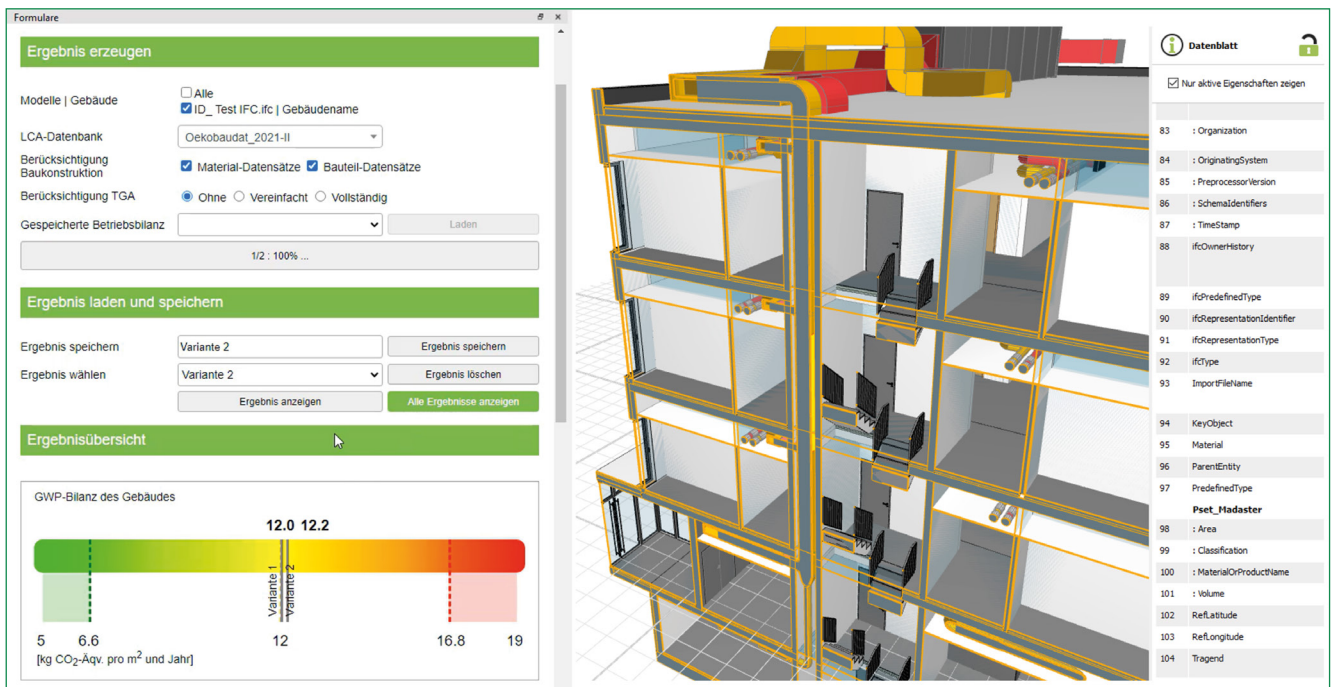 Formulare
Ergebnis erzeugen
Modelle | Gebäude
Alle
ID_ Test IFC.ifc | Gebäudename
LCA-Datenbank
Oekobaudat_2021-II
Berücksichtigung
Baukonstruktion
Material-Datensätze Bauteil-Datensätze
Berücksichtigung TGA
Ohne Vereinfacht Vollständig
Gespeicherte Betriebsbilanz
Laden
1/2 : 100% ...
Ergebnis laden und speichern
Ergebnis speichern
Variante 2
Ergebnis speichern
Ergebnis wählen
Variante 2
Ergebnis löschen
Ergebnis anzeigen
Alle Ergebnisse anzeigen
Ergebnisübersicht
GWP-Bilanz des Gebäudes
12.0 12.2
Variante 1
Variante 2
5 6.6 12 16.8 19
[kg CO2-Äqv. pro m2 und Jahr]
Datenblatt
Nur aktive Eigenschaften zeigen
83 : Organization
84 : OriginatingSystem
85 : PreprocessorVersion
86 : SchemaIdentifiers
87 : TimeStamp
88 ifcOwnerHistory
89 ifcPredefinedType
90 ifcRepresentationIdentifier
91 ifcRepresentationType
92 ifcType
93 ImportFileName
94 KeyObject
95 Material
96 ParentEntity
97 PredefinedType
Pset_Madaster
98 : Area
99 : Classification
100 : MaterialOrProductName
101 : Volume
102 RefLatitude
103 RefLongitude
104 Tragend